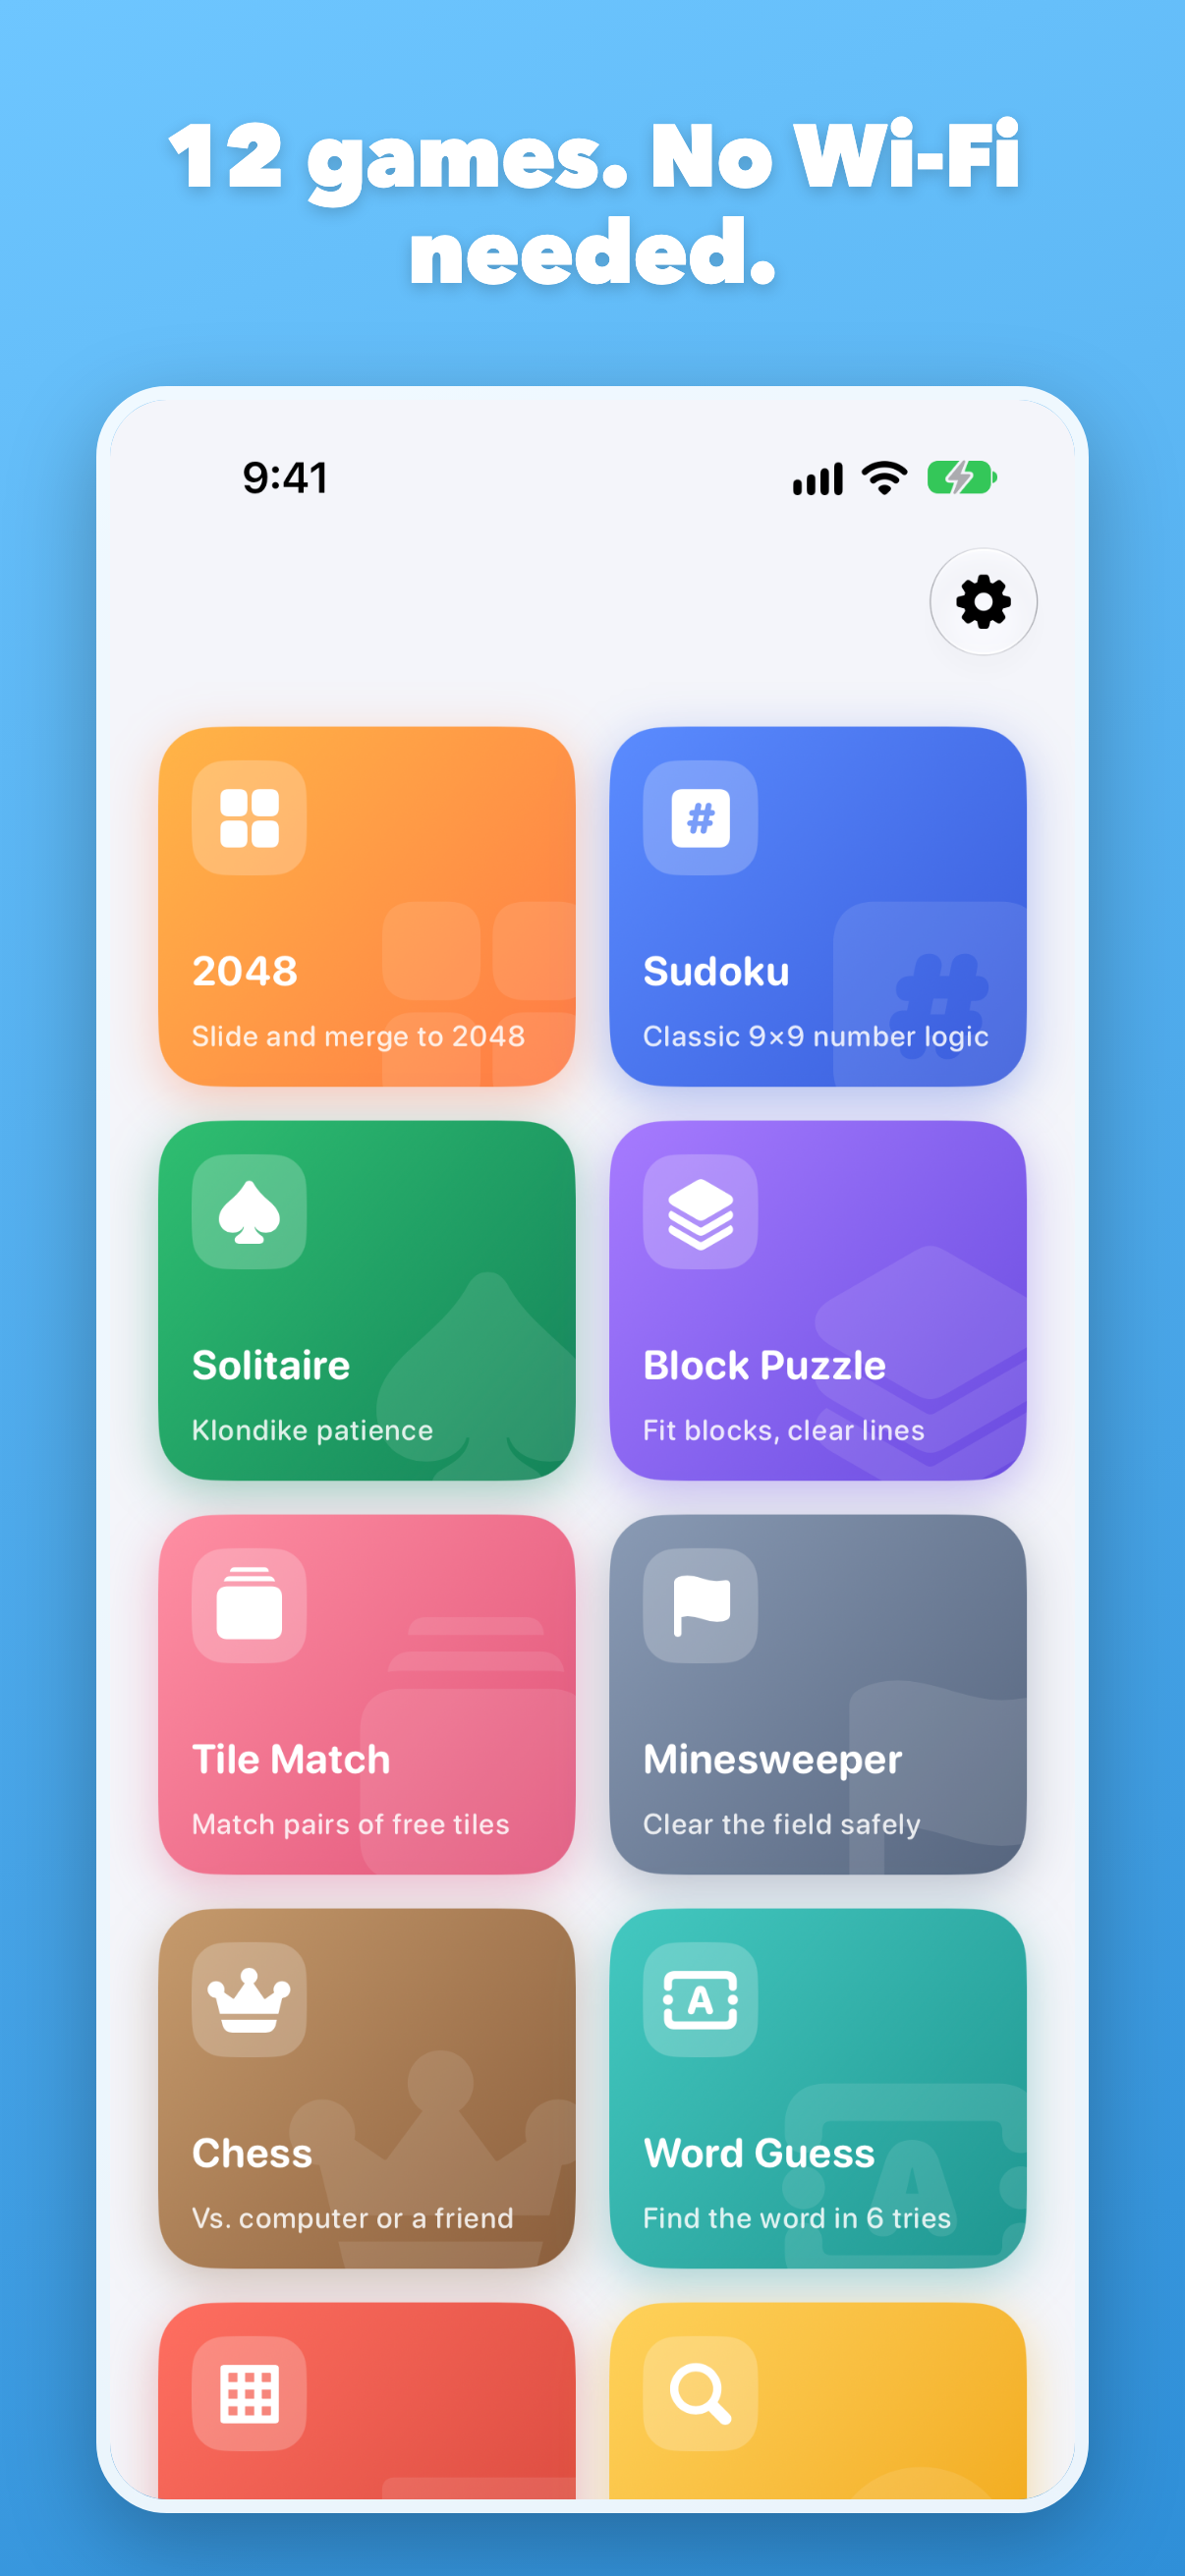 12 games. No Wi-Fi
needed.
9:41
#
2048
Slide and merge to 2048
Sudoku
Classic 9×9 number logic
Solitaire
Klondike patience
Block Puzzle
Fit blocks, clear lines
Tile Match
Match pairs of free tiles
Minesweeper
Clear the field safely
A
Chess
Vs. computer or a friend
Word Guess
Find the word in 6 tries